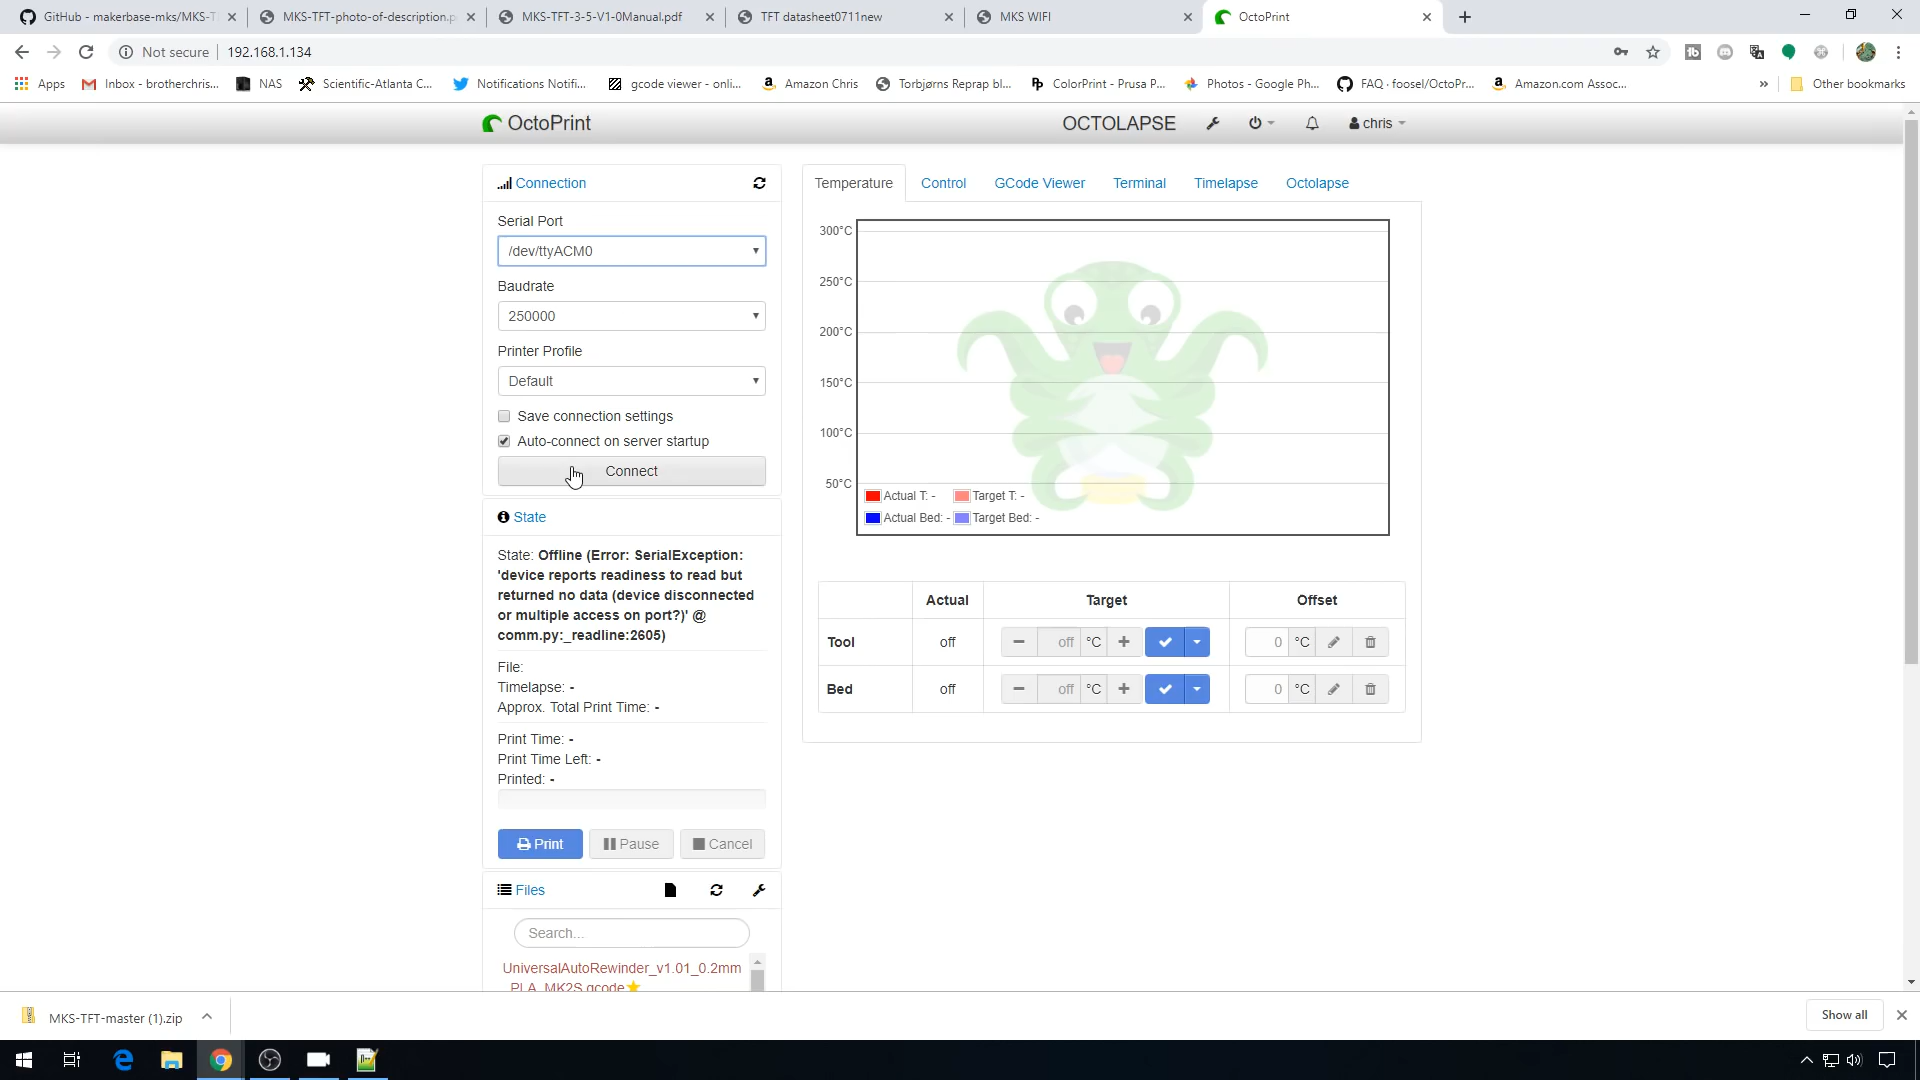 GitHub - makerbase-mks/MKS-T
MKS-TFT-photo-of-description.p
MKS-TFT-3-5-V1-0Manual.pdf
TFT datasheet0711new
MKS WIFI
OctoPrint
Not secure
192.168.1.134
Apps
Inbox - brotherchris...
NAS
Scientific-Atlanta C...
Notifications Notifi...
gcode viewer - onli...
Amazon Chris
Torbjørns Reprap bl...
ColorPrint - Prusa P...
Photos - Google Ph...
FAQ · foosel/OctoPr...
Amazon.com Assoc...
»
Other bookmarks
OctoPrint
OCTOLAPSE
chris
Connection
Serial Port
/dev/ttyACM0
Baudrate
250000
Printer Profile
Default
Save connection settings
Auto-connect on server startup
Connect
State
State: Offline (Error: SerialException:
'device reports readiness to read but
returned no data (device disconnected
or multiple access on port?)' @
comm.py:_readline:2605)
File:
Timelapse: -
Approx. Total Print Time: -
Print Time: -
Print Time Left: -
Printed: -
Print
Pause
Cancel
Files
Search...
UniversalAutoRewinder_v1.01_0.2mm
_PLA_MK2S.gcode
Temperature
Control
GCode Viewer
Terminal
Timelapse
Octolapse
300°C
250°C
200°C
150°C
100°C
50°C
Actual T: -
Target T: -
Actual Bed: -
Target Bed: -
Actual
Target
Offset
Tool
off
off °C
0 °C
Bed
off
off °C
0 °C
MKS-TFT-master (1).zip
Show all